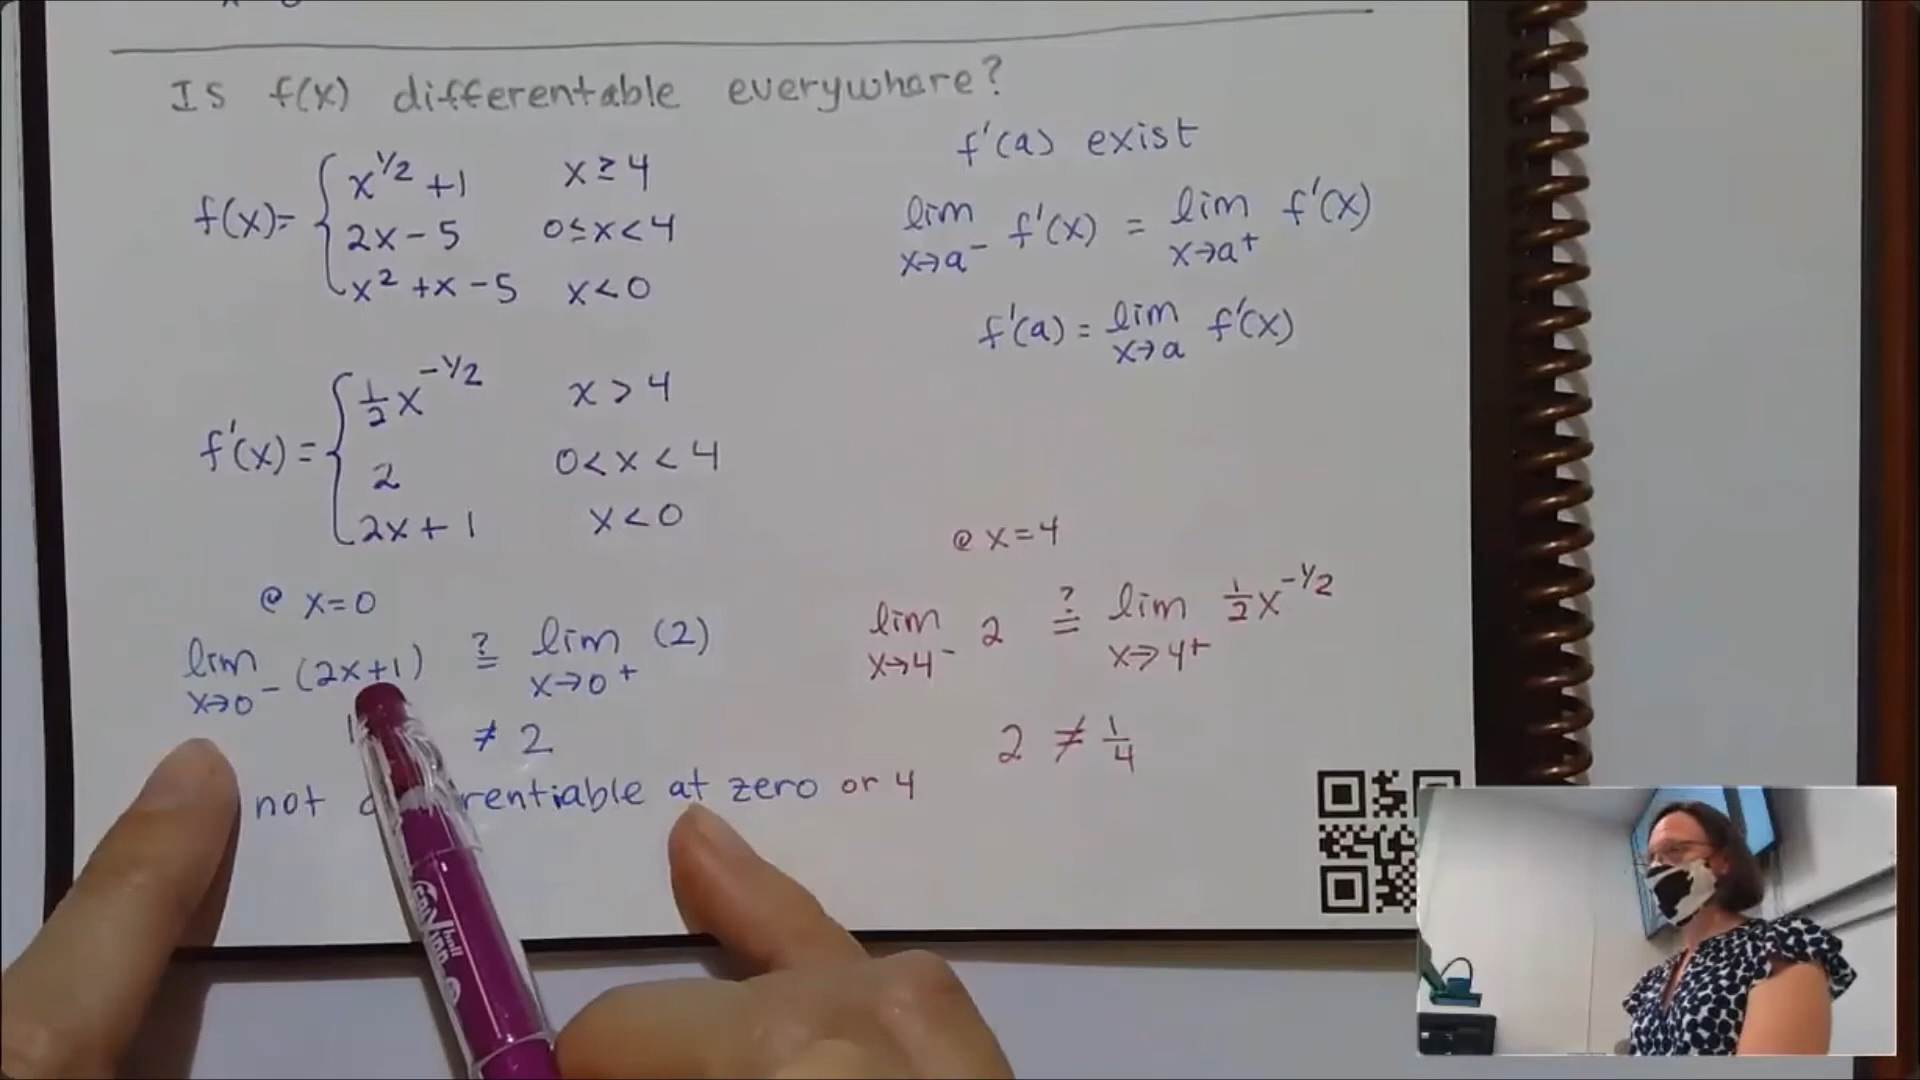 Is f(x) differentable everywhere?
f(x)= { x^1/2 +1 x ≥ 4
2x - 5 0 ≤ x < 4
x² + x - 5 x < 0
f'(a) exist
lim x→a⁻ f'(x) = lim x→a⁺ f'(x)
f'(a) = lim x→a f'(x)
f'(x) = { 1/2 x^-1/2 x > 4
2 0 < x < 4
2x + 1 x < 0
@ x=0
lim x→0⁻ (2x+1) ≟ lim x→0⁺ (2)
1 ≠ 2
not rentiable at zero or 4
@ x=4
lim x→4⁻ 2 ≟ lim x→4⁺ 1/2 x^-1/2
2 ≠ 1/4